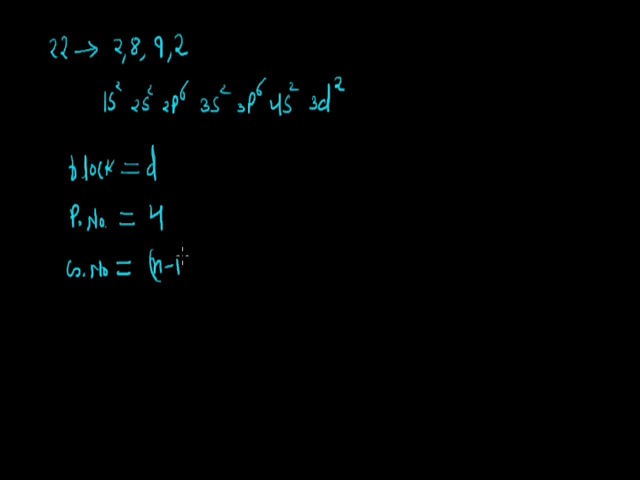 22 → 2,8,9,2
1s² 2s² 2p⁶ 3s² 3p⁶ 4s² 3d²
block = d
P.No. = 4
G.No = (n-1